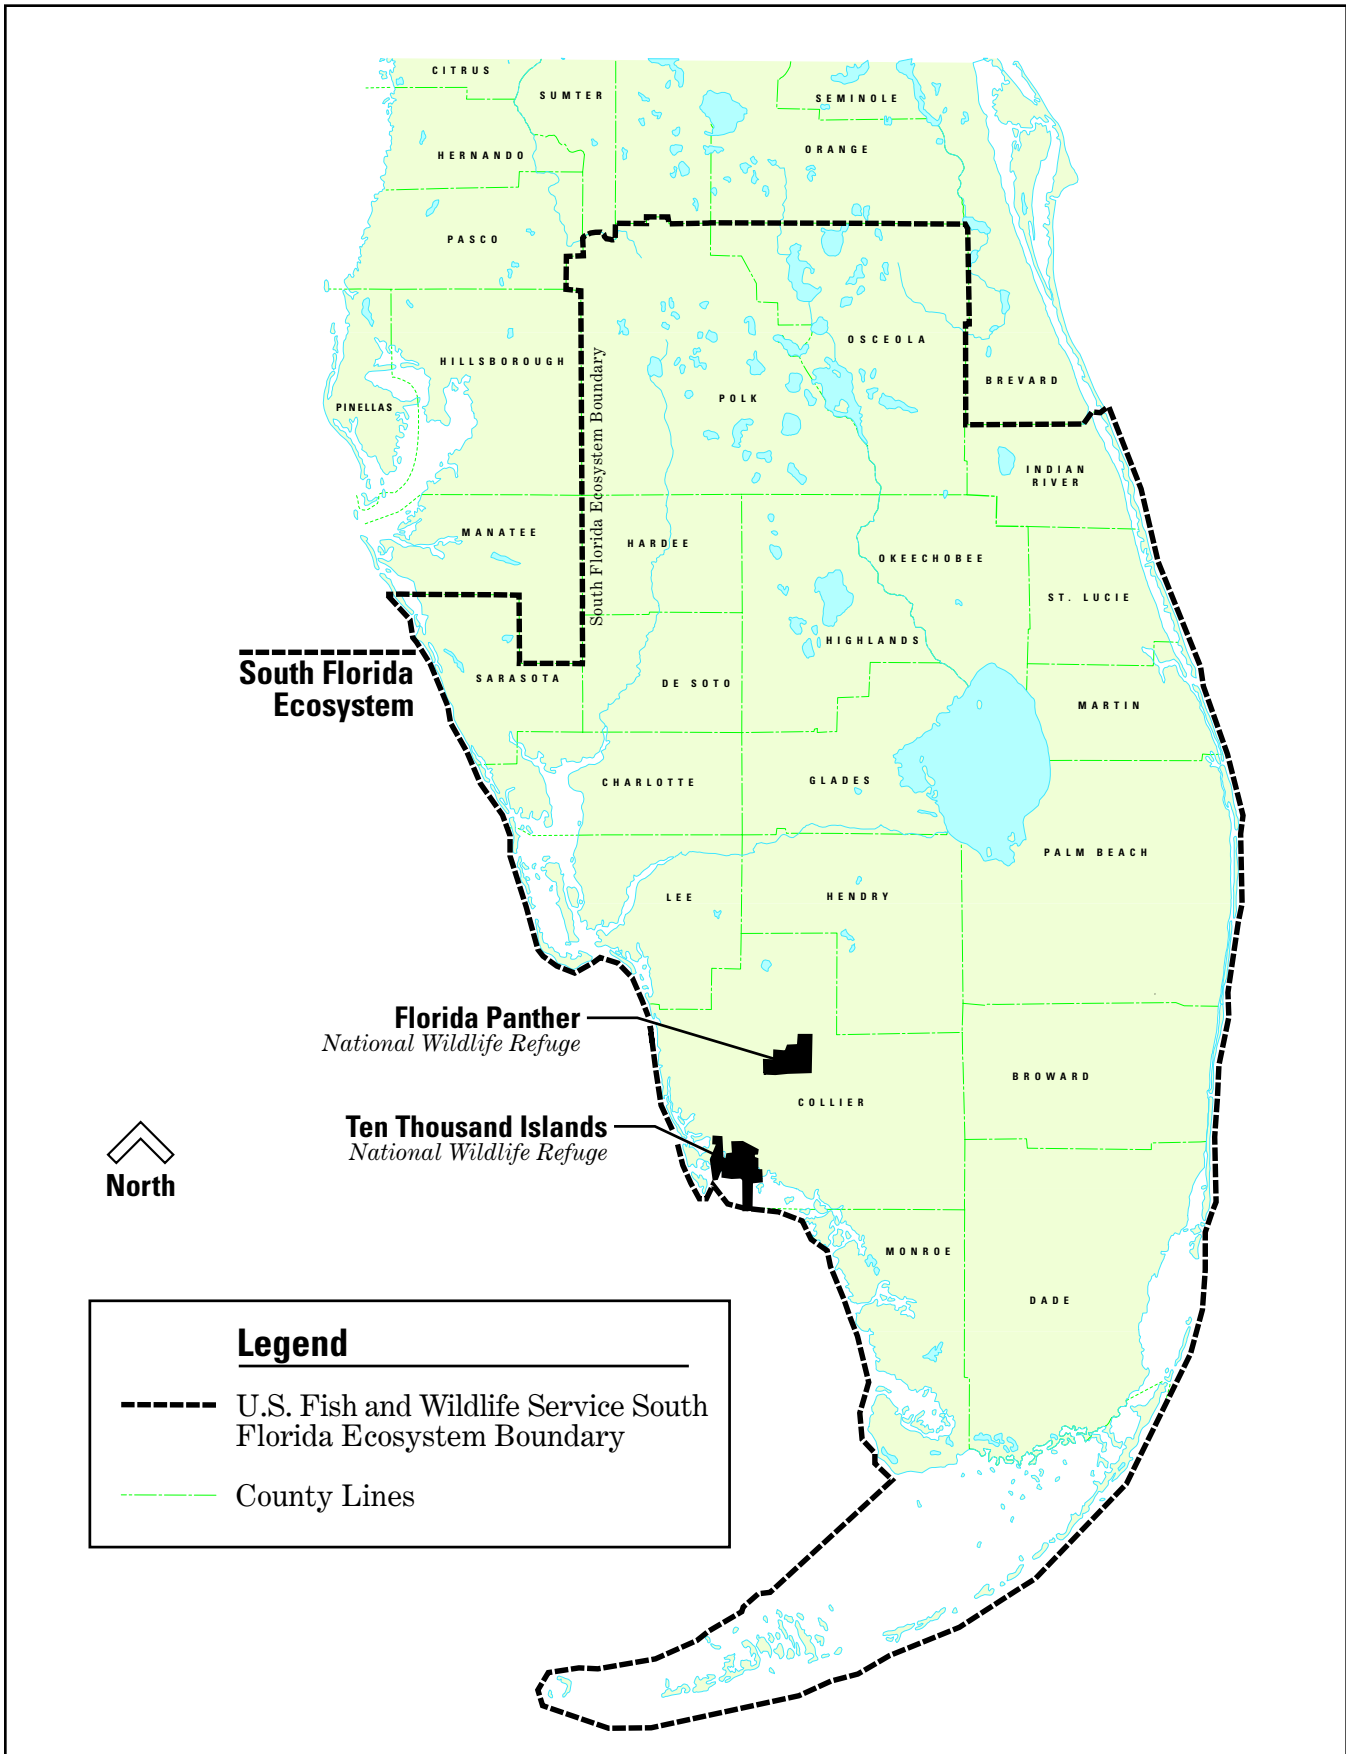 CITRUS
SUMTER
SEMINOLE
HERNANDO
ORANGE
PASCO
OSCEOLA
HILLSBOROUGH
South Florida Ecosystem Boundary
BREVARD
POLK
PINELLAS
INDIAN
RIVER
MANATEE
HARDEE
OKEECHOBEE
ST. LUCIE
HIGHLANDS
South Florida
Ecosystem
SARASOTA
DE SOTO
MARTIN
CHARLOTTE
GLADES
PALM BEACH
LEE
HENDRY
Florida Panther
National Wildlife Refuge
BROWARD
COLLIER
Ten Thousand Islands
National Wildlife Refuge
North
MONROE
DADE
Legend
U.S. Fish and Wildlife Service South
Florida Ecosystem Boundary
County Lines